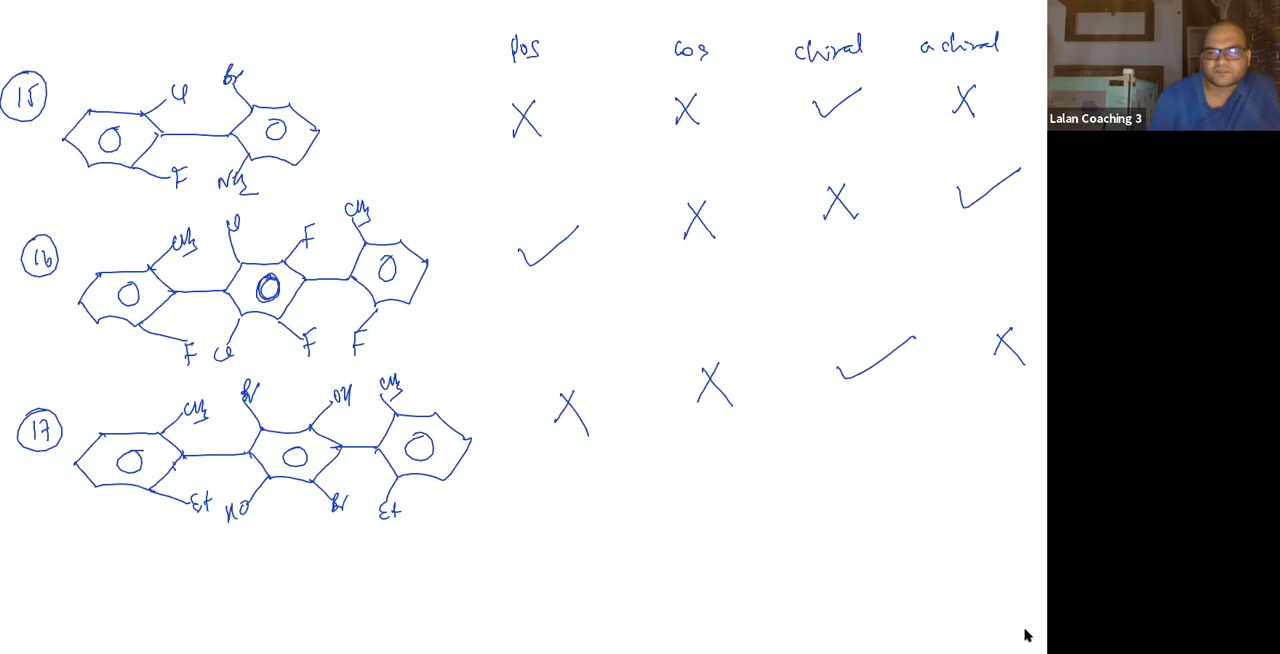 pos cos chiral achiral
15 Cl Br
F NH2
16 CH3 Cl F CH3
F Cl F F
17 CH3 Br OH CH3
Et HO Br Et
Lalan Coaching 3